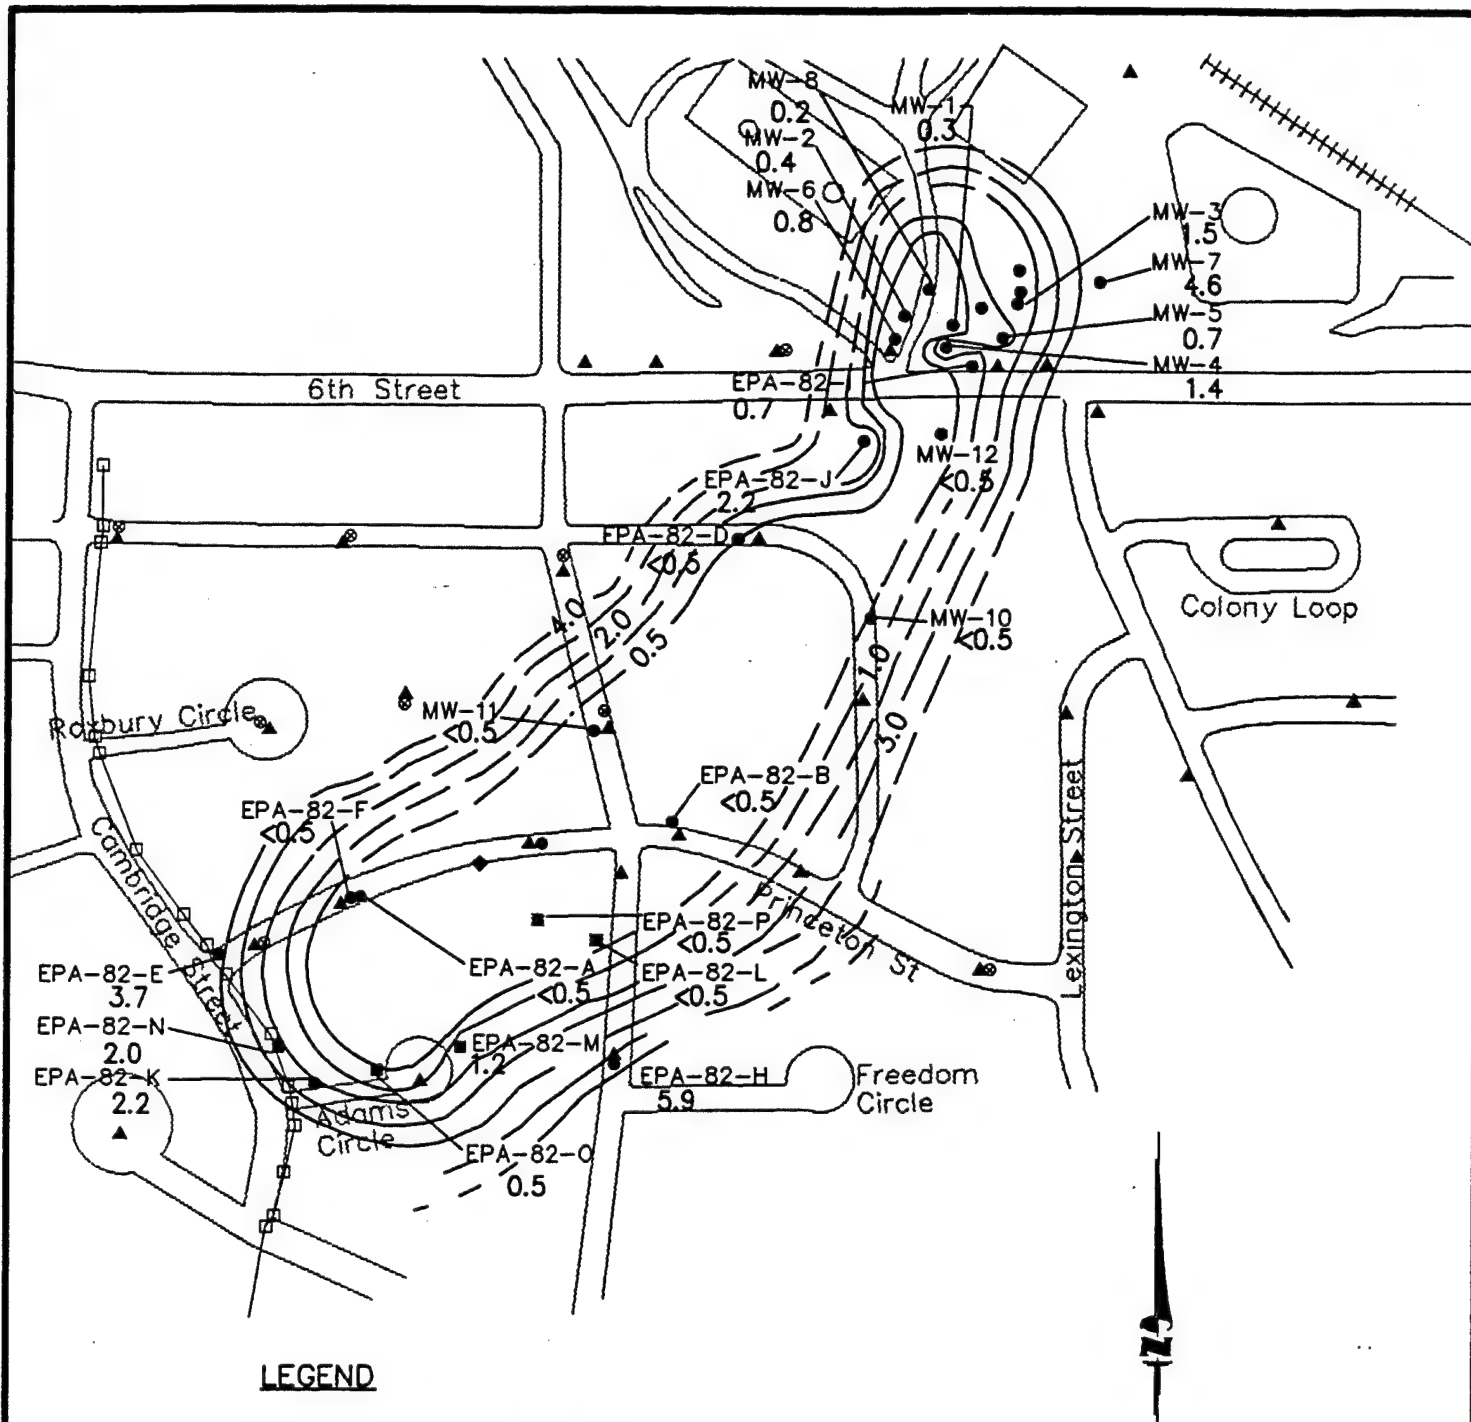 MW-8
0.2
MW-1
0.3
MW-2
0.4
MW-6
0.8
MW-3
1.5
MW-7
4.6
MW-5
0.7
MW-4
1.4
6th Street
EPA-82-I
0.7
MW-12
<0.5
EPA-82-J
2.2
EPA-82-D
<0.5
4.0
2.0
0.5
Colony Loop
MW-10
<0.5
1.0
3.0
Roxbury Circle
MW-11
<0.5
EPA-82-B
<0.5
EPA-82-F
<0.5
Cambridge Street
Lexington Street
Princeton St
EPA-82-P
<0.5
EPA-82-A
<0.5
EPA-82-L
<0.5
EPA-82-E
3.7
EPA-82-N
2.0
EPA-82-K
2.2
EPA-82-M
1.2
EPA-82-H
5.9
Freedom
Circle
Adams
Circle
EPA-82-O
0.5
LEGEND
N